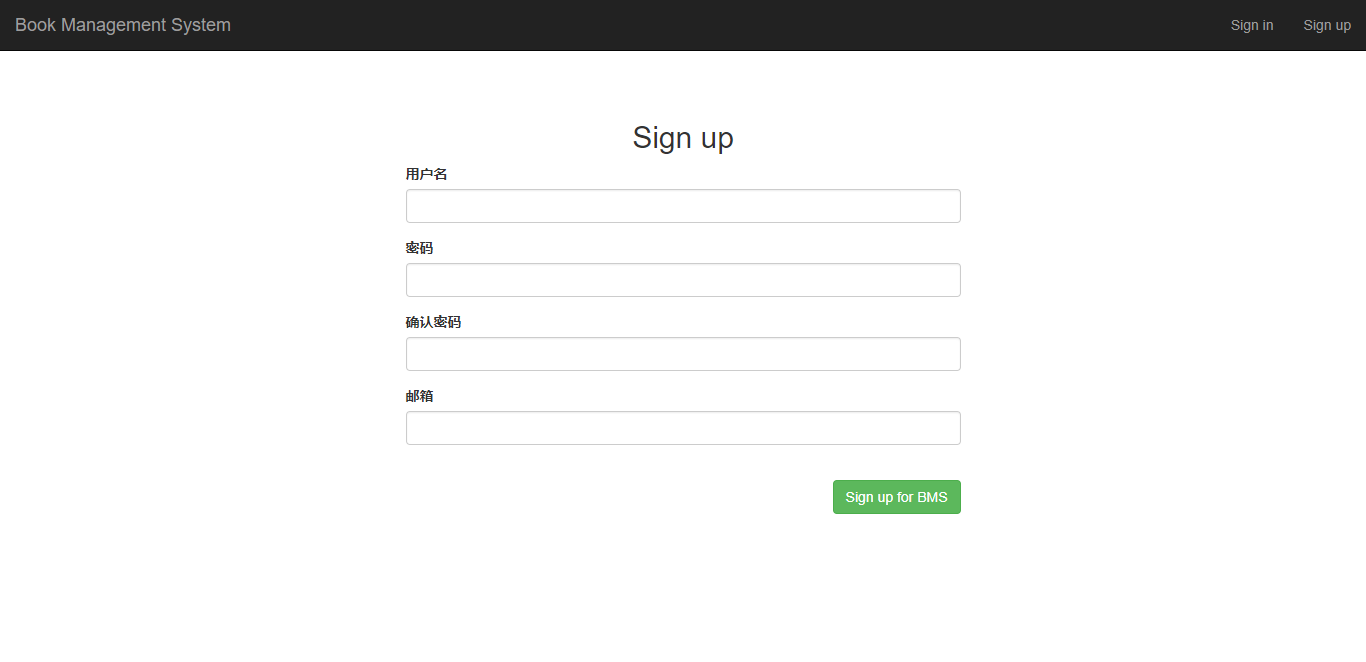 Book Management System
Sign in
Sign up
Sign up
用户名
密码
确认密码
邮箱
Sign up for BMS